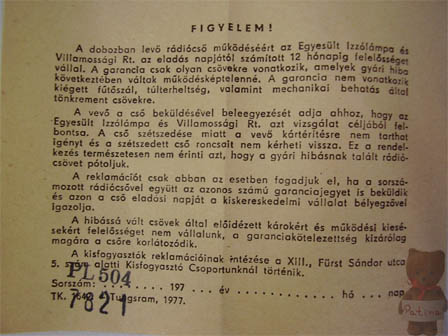 FIGYELEM!
A dobozban levő rádiócső működéséért az Egyesült Izzólámpa és
Villamossági Rt. az eladás napjától számított 12 hónapig felelősséget
vállal. A garancia csak olyan csövekre vonatkozik, amelyek gyári hiba
következtében váltak működésképtelenné. A garancia nem vonatkozik
kiégett fűtőszál, túlterheltség, valamint mechanikai behatás által
tönkrement csövekre.
A vevő a cső beküldésével beleegyezését adja ahhoz, hogy az
Egyesült Izzólámpa és Villamossági Rt. azt vizsgálat céljából fel-
bontsa. A cső szétszedése miatt a vevő kártérítésre nem tarthat
igényt és a szétszedett cső roncsait nem kérheti vissza. Ez a rendel-
kezés természetesen nem érinti azt, hogy a gyári hibásnak talált rádió-
csövet pótoljuk.
A reklamációt csak abban az esetben fogadjuk el, ha a sorszá-
mozott rádiócsővel együtt az azonos számú garanciajegyet is beküldik
és azon a cső eladási napját a kiskereskedelmi vállalat bélyegzővel
igazolja.
A hibássá vált csövek által előidézett károkért és működési kiesé-
sekért felelősséget nem vállalunk, a garanciakötelezettség kizárólag
magára a csőre korlátozódik.
A kisfogyasztók reklamációinak intézése a XIII., Fürst Sándor utca
5. szám alatti Kisfogyasztó Csoportunknál történik.
PL 504
Sorszám: 197 év hó nap
TK. Tungsram, 1977.
7821
Patina